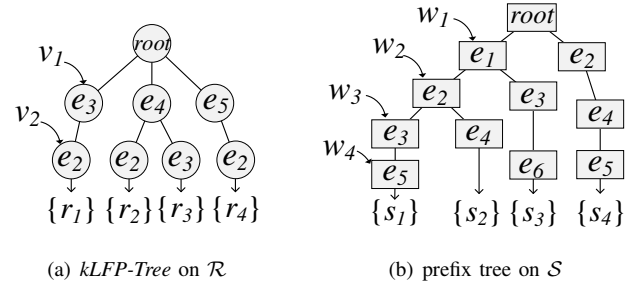 root
v1
e3 e4 e5
v2
e2 e2 e3 e2
{r1} {r2} {r3} {r4}
(a) kLFP-Tree on ℛ
w1 root
w2 e1 e2
w3 e2 e3
e4
w4 e3 e4
e5 e6 e5
{s1} {s2} {s3} {s4}
(b) prefix tree on 𝒮